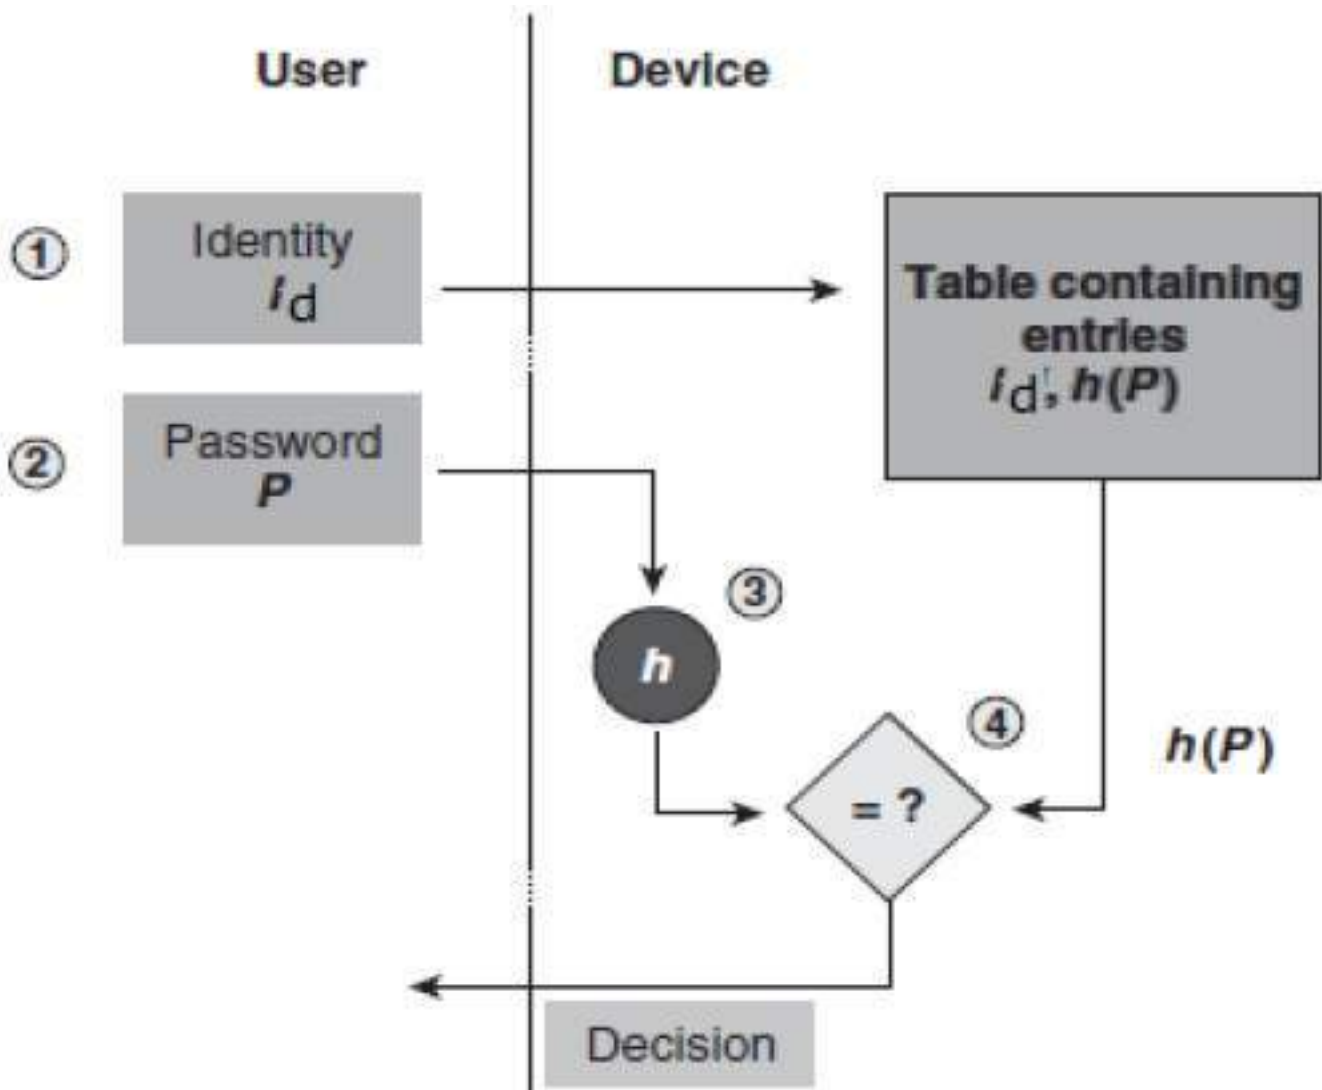 User
Device
①
Identity
id
②
Password
P
Table containing
entries
id, h(P)
③
h
④
= ?
h(P)
Decision